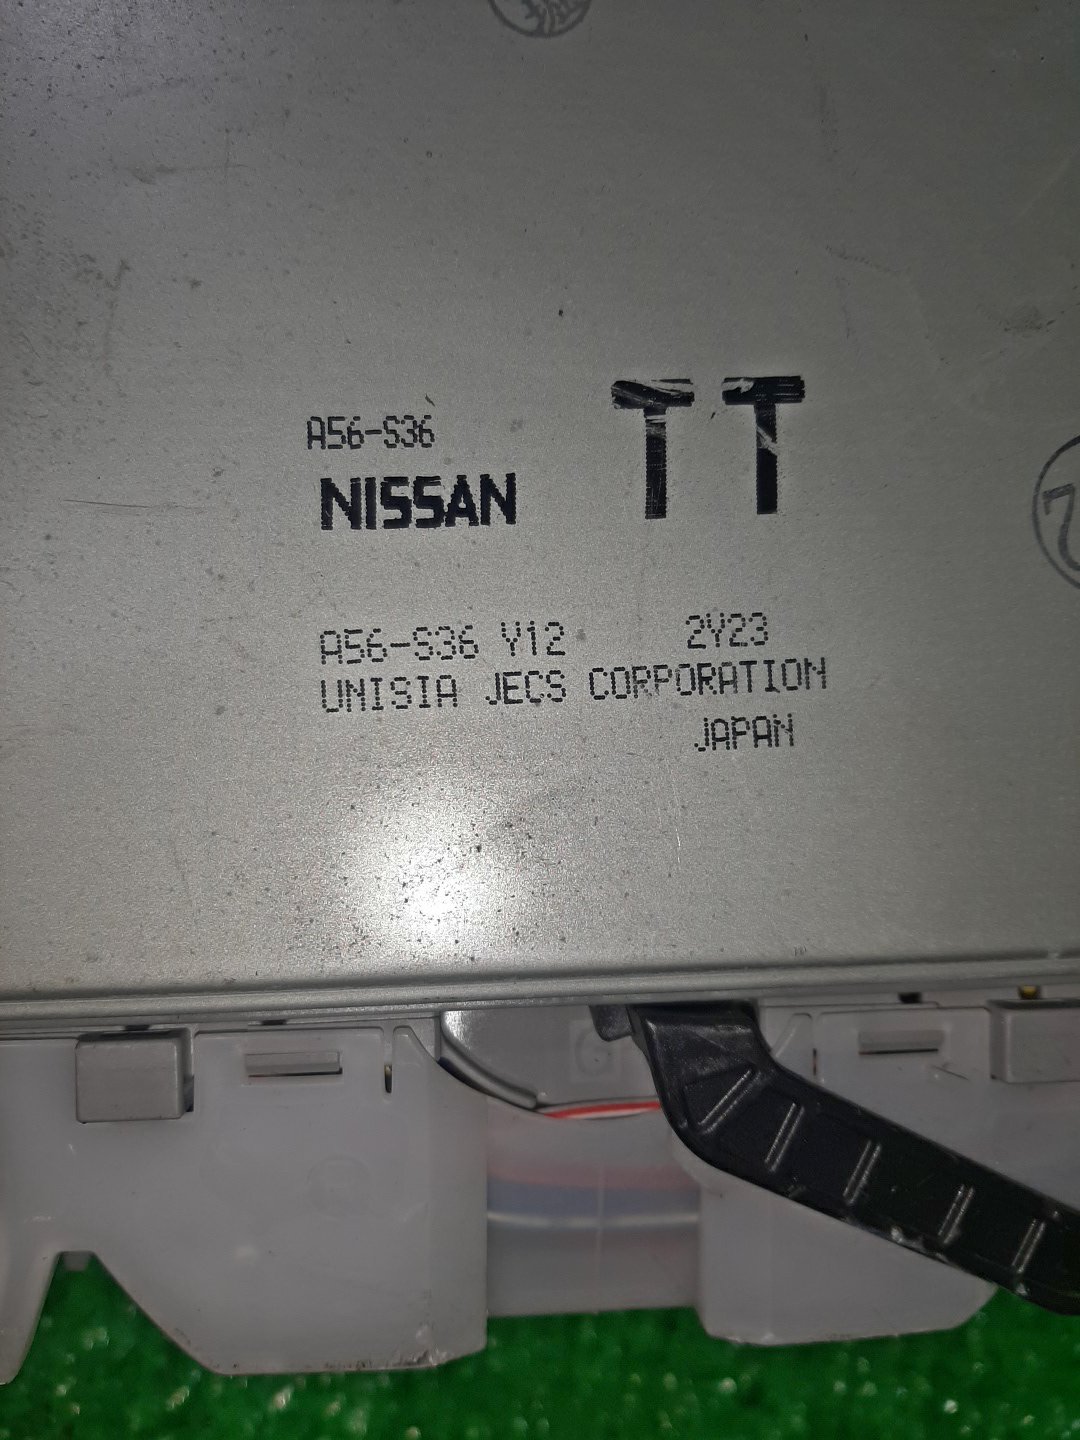 A56-S36
NISSAN TT
A56-S36 Y12 2Y23
UNISIA JECS CORPORATION
JAPAN